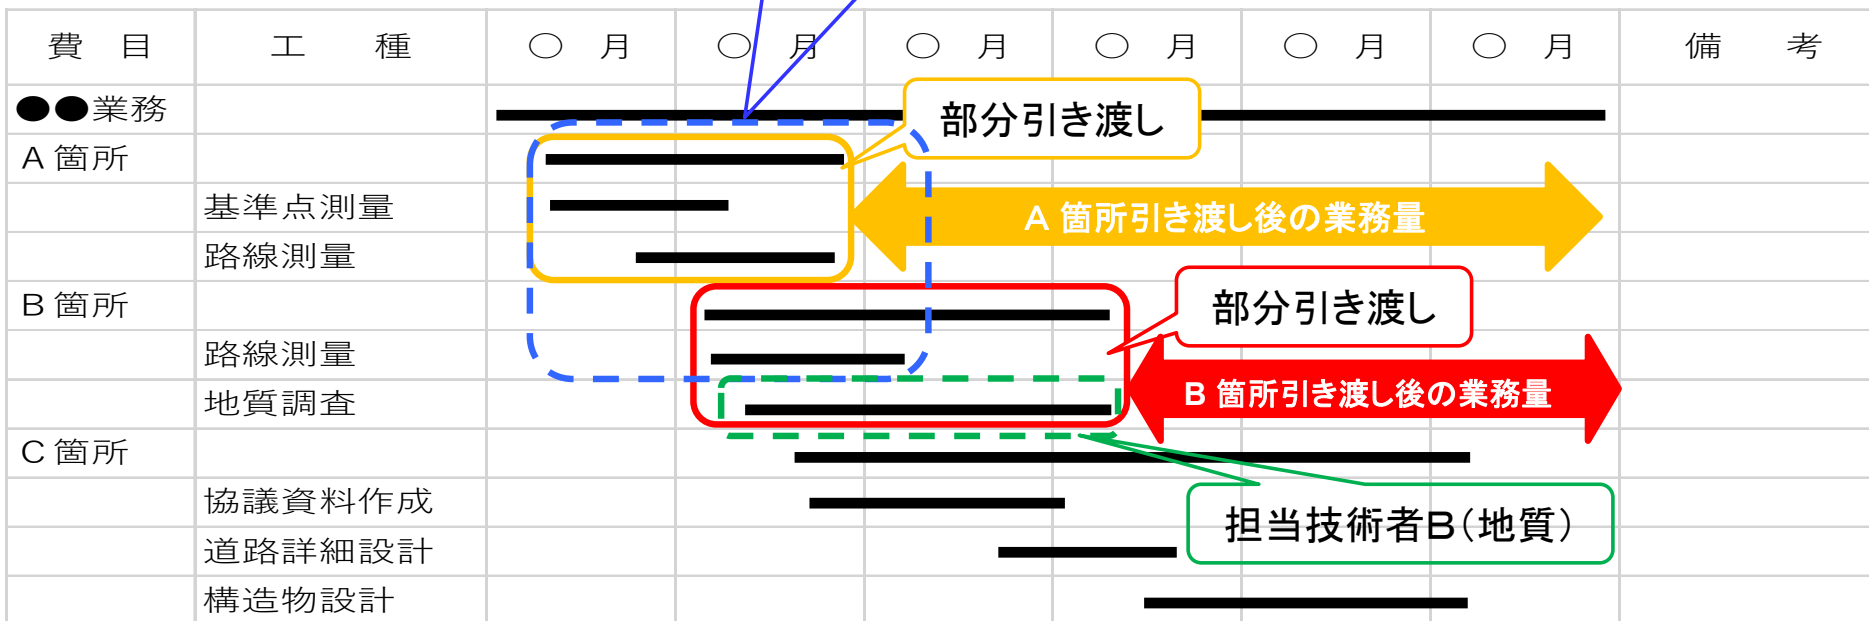 費 目 工 種 ○ 月 ○ 月 ○ 月 ○ 月 ○ 月 ○ 月 備 考
●●業務
部分引き渡し
A 箇所
基準点測量
A 箇所引き渡し後の業務量
路線測量
B 箇所
部分引き渡し
路線測量
B 箇所引き渡し後の業務量
地質調査
C 箇所
協議資料作成
担当技術者B(地質)
道路詳細設計
構造物設計